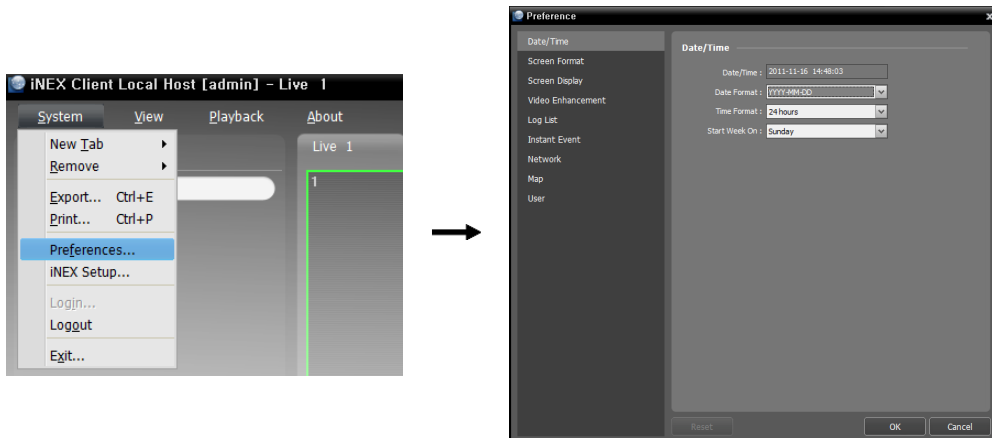 iNEX Client Local Host [admin] – Live 1
System View Playback About
New Tab
Remove
Export... Ctrl+E
Print... Ctrl+P
Preferences...
iNEX Setup...
Login...
Logout
Exit...
Live 1
1
Preference x
Date/Time
Screen Format
Screen Display
Video Enhancement
Log List
Instant Event
Network
Map
User
Date/Time
Date/Time : 2011-11-16 14:48:03
Date Format : YYYY-MM-DD
Time Format : 24 hours
Start Week On : Sunday
Reset OK Cancel